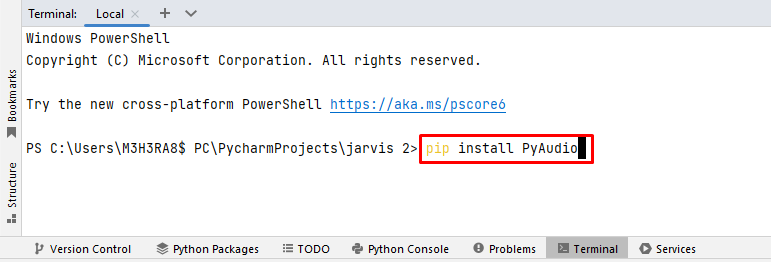 Terminal: Local × +
Windows PowerShell
Copyright (C) Microsoft Corporation. All rights reserved.
Try the new cross-platform PowerShell https://aka.ms/pscore6
PS C:\Users\M3H3RA8$ PC\PycharmProjects\jarvis 2> pip install PyAudio
Bookmarks
Structure
Version Control Python Packages TODO Python Console Problems Terminal Services